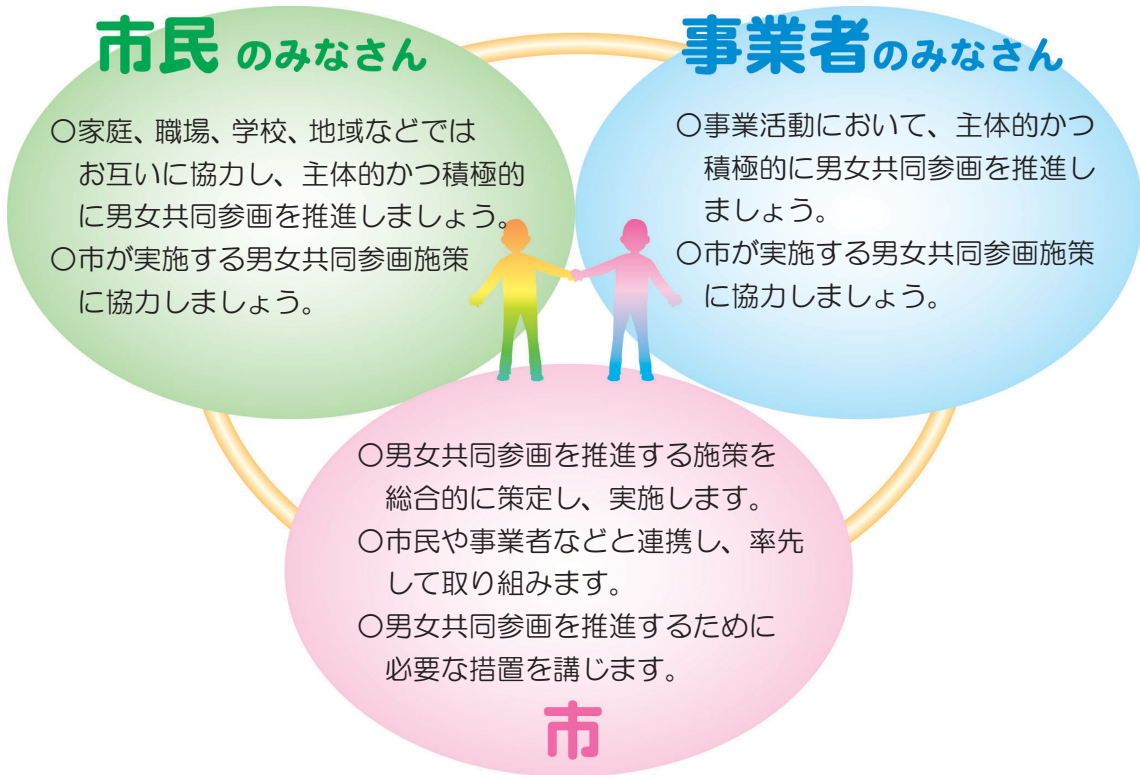 市民のみなさん
〇家庭、職場、学校、地域などでは
お互いに協力し、主体的かつ積極的
に男女共同参画を推進しましょう。
〇市が実施する男女共同参画施策
に協力しましょう。
事業者のみなさん
〇事業活動において、主体的かつ
積極的に男女共同参画を推進し
ましょう。
〇市が実施する男女共同参画施策
に協力しましょう。
〇男女共同参画を推進する施策を
総合的に策定し、実施します。
〇市民や事業者などと連携し、率先
して取り組みます。
〇男女共同参画を推進するために
必要な措置を講じます。
市